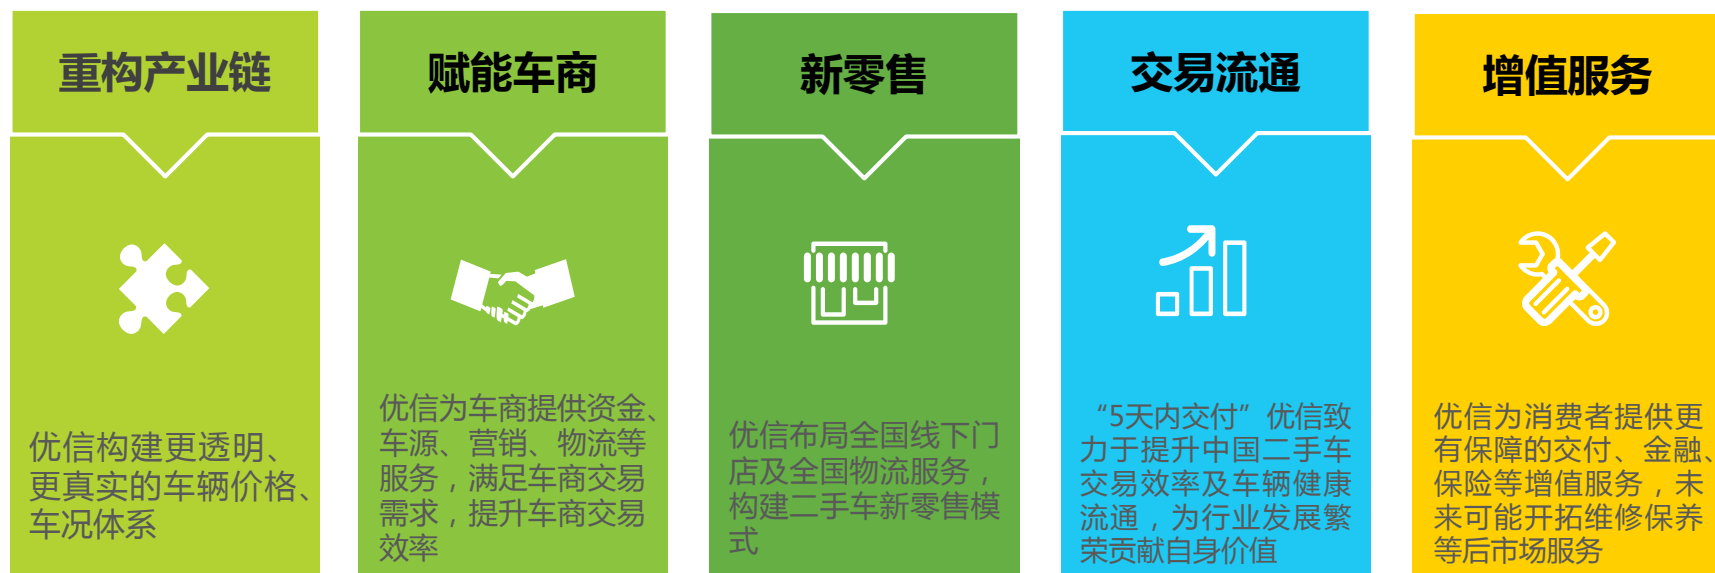 重构产业链
优信构建更透明、
更真实的车辆价格、
车况体系
赋能车商
优信为车商提供资金、
车源、营销、物流等
服务，满足车商交易
需求，提升车商交易
效率
新零售
优信布局全国线下门
店及全国物流服务，
构建二手车新零售模
式
交易流通
“5天内交付”优信致
力于提升中国二手车
交易效率及车辆健康
流通，为行业发展繁
荣贡献自身价值
增值服务
优信为消费者提供更
有保障的交付、金融、
保险等增值服务，未
来可能开拓维修保养
等后市场服务